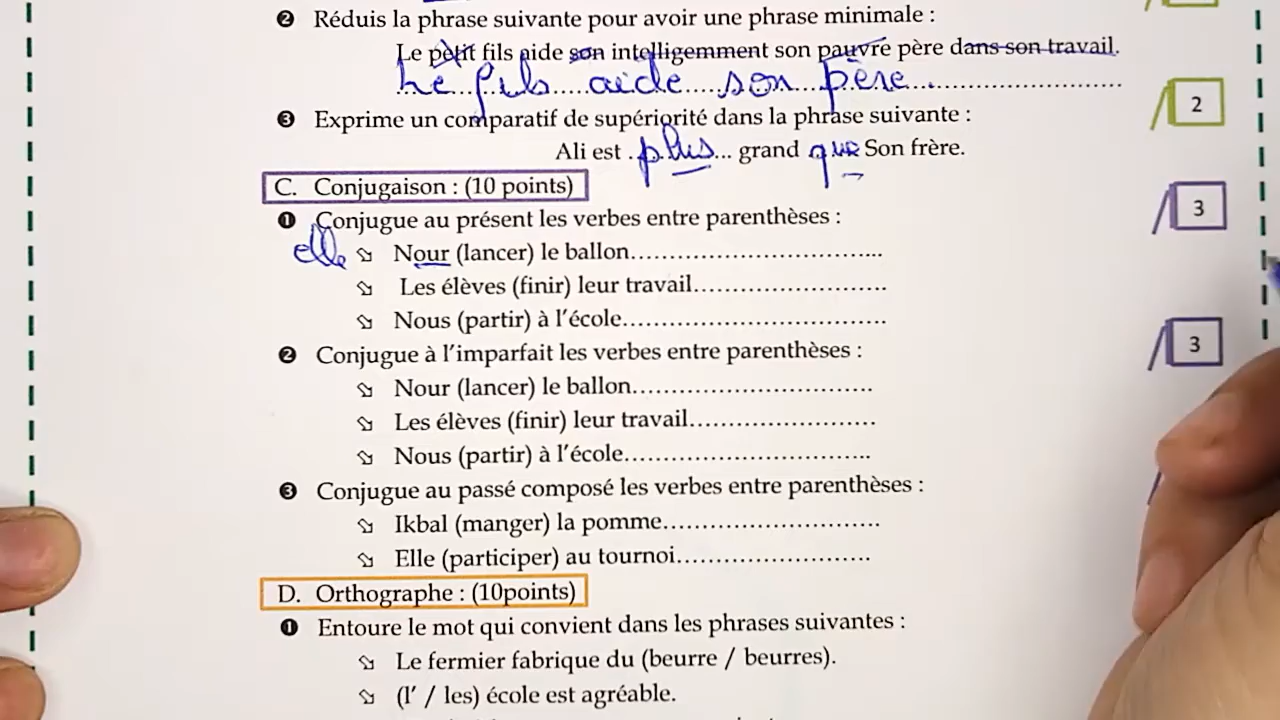 ❷ Réduis la phrase suivante pour avoir une phrase minimale :
Le petit fils aide son intelligemment son pauvre père dans son travail.
Le fils aide son père
❸ Exprime un comparatif de supériorité dans la phrase suivante :
2
Ali est . plus ... grand que Son frère.
C. Conjugaison : (10 points)
❶ Conjugue au présent les verbes entre parenthèses :
3
elle Nour (lancer) le ballon
Les élèves (finir) leur travail
Nous (partir) à l'école
❷ Conjugue à l'imparfait les verbes entre parenthèses :
3
Nour (lancer) le ballon
Les élèves (finir) leur travail
Nous (partir) à l'école
❸ Conjugue au passé composé les verbes entre parenthèses :
Ikbal (manger) la pomme
Elle (participer) au tournoi
D. Orthographe : (10points)
❶ Entoure le mot qui convient dans les phrases suivantes :
Le fermier fabrique du (beurre / beurres).
(l' / les) école est agréable.